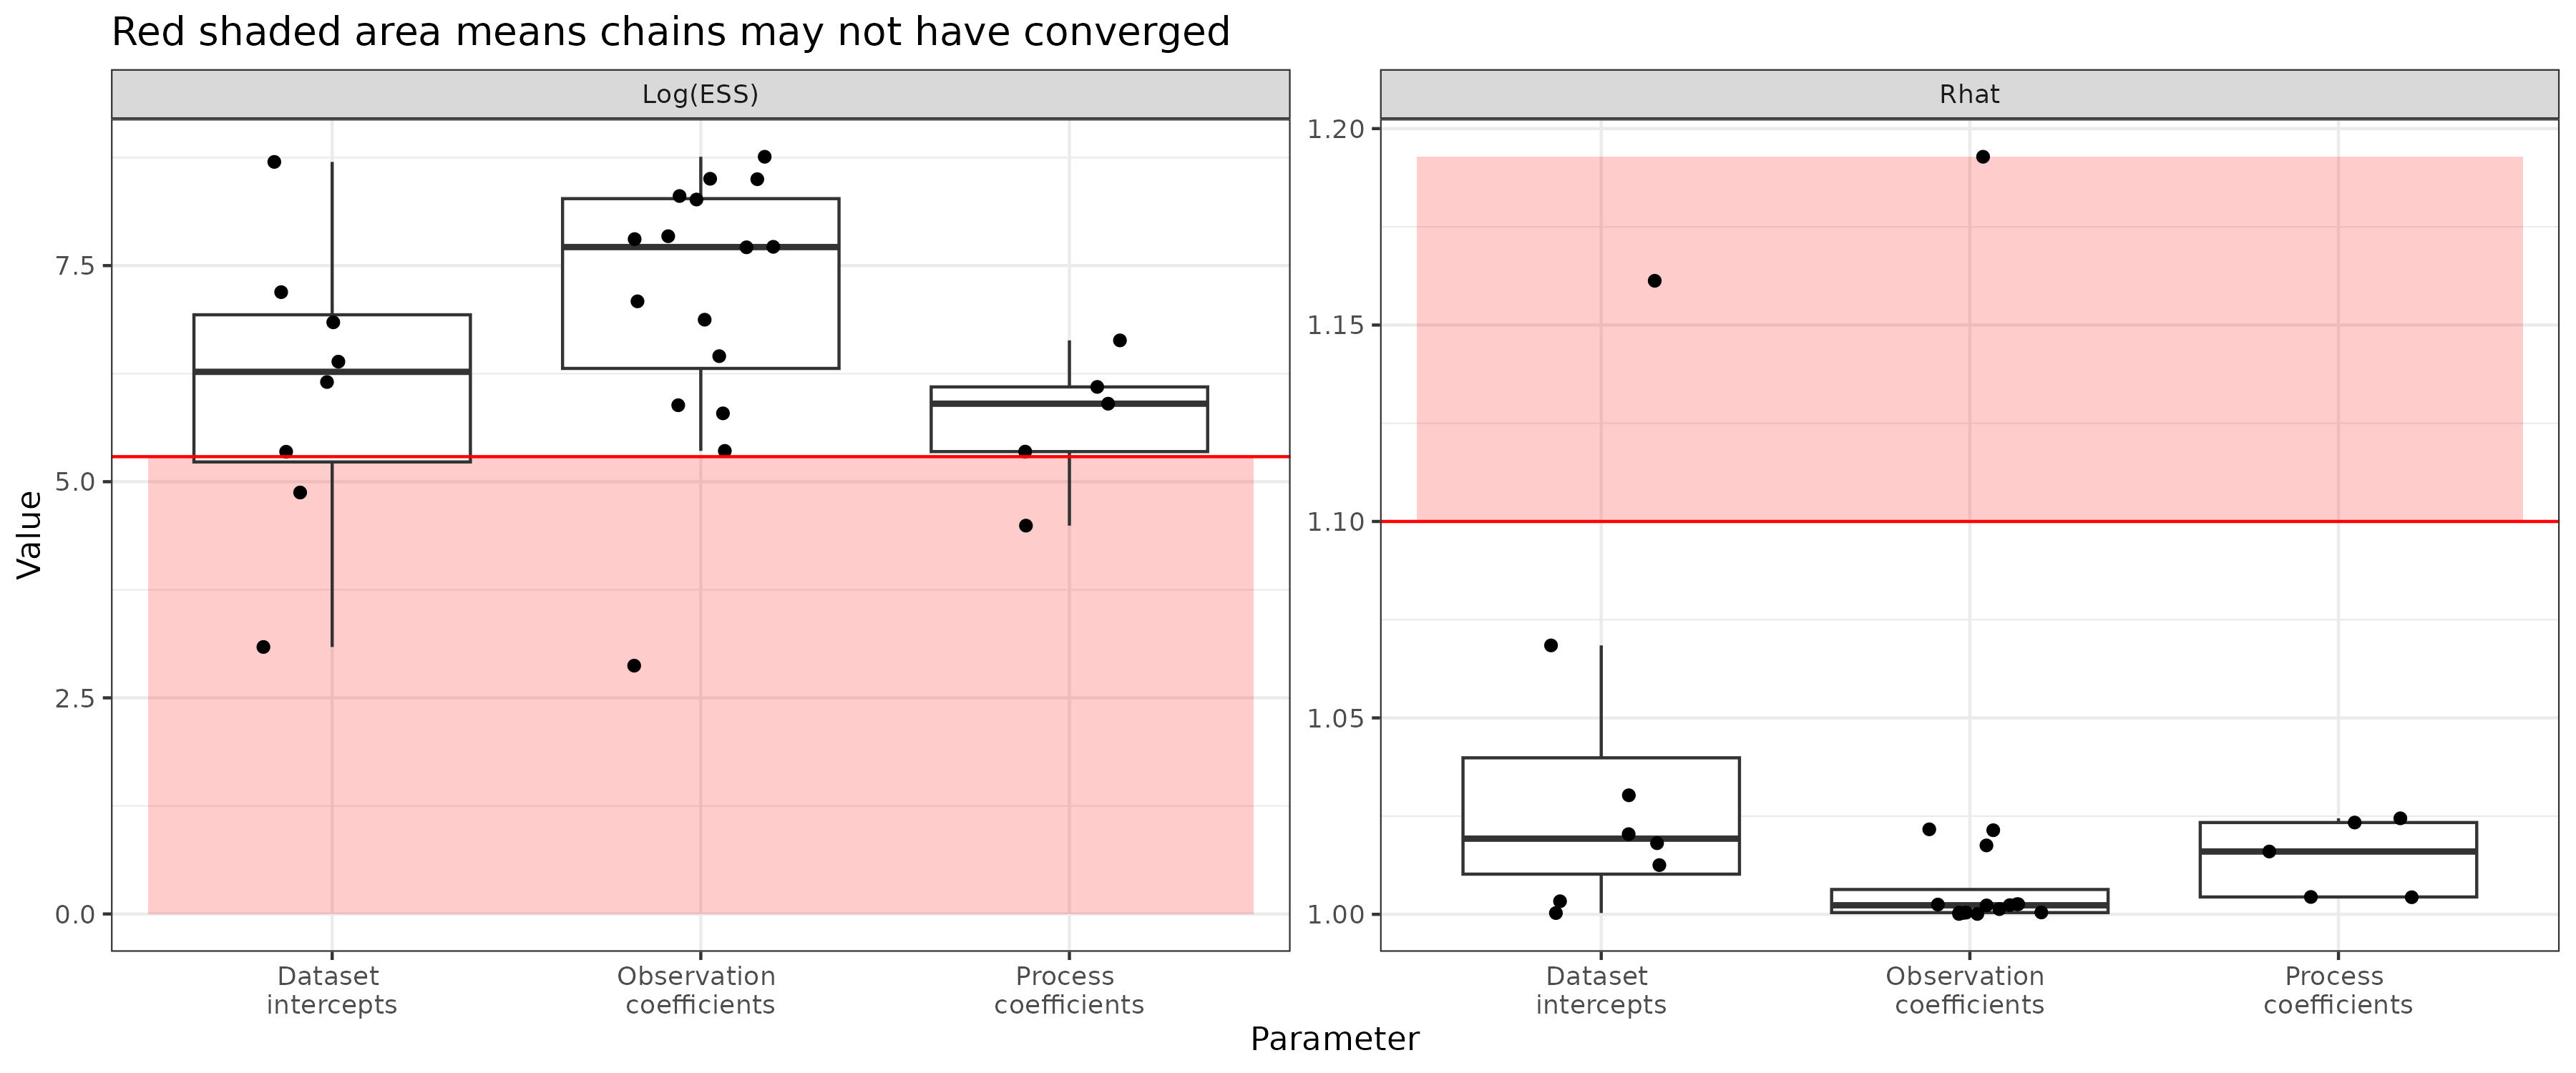 Red shaded area means chains may not have converged
Log(ESS)
Rhat
Value
7.5
5.0
2.5
0.0
1.20
1.15
1.10
1.05
1.00
Dataset
intercepts
Observation
coefficients
Process
coefficients
Dataset
intercepts
Observation
coefficients
Process
coefficients
Parameter